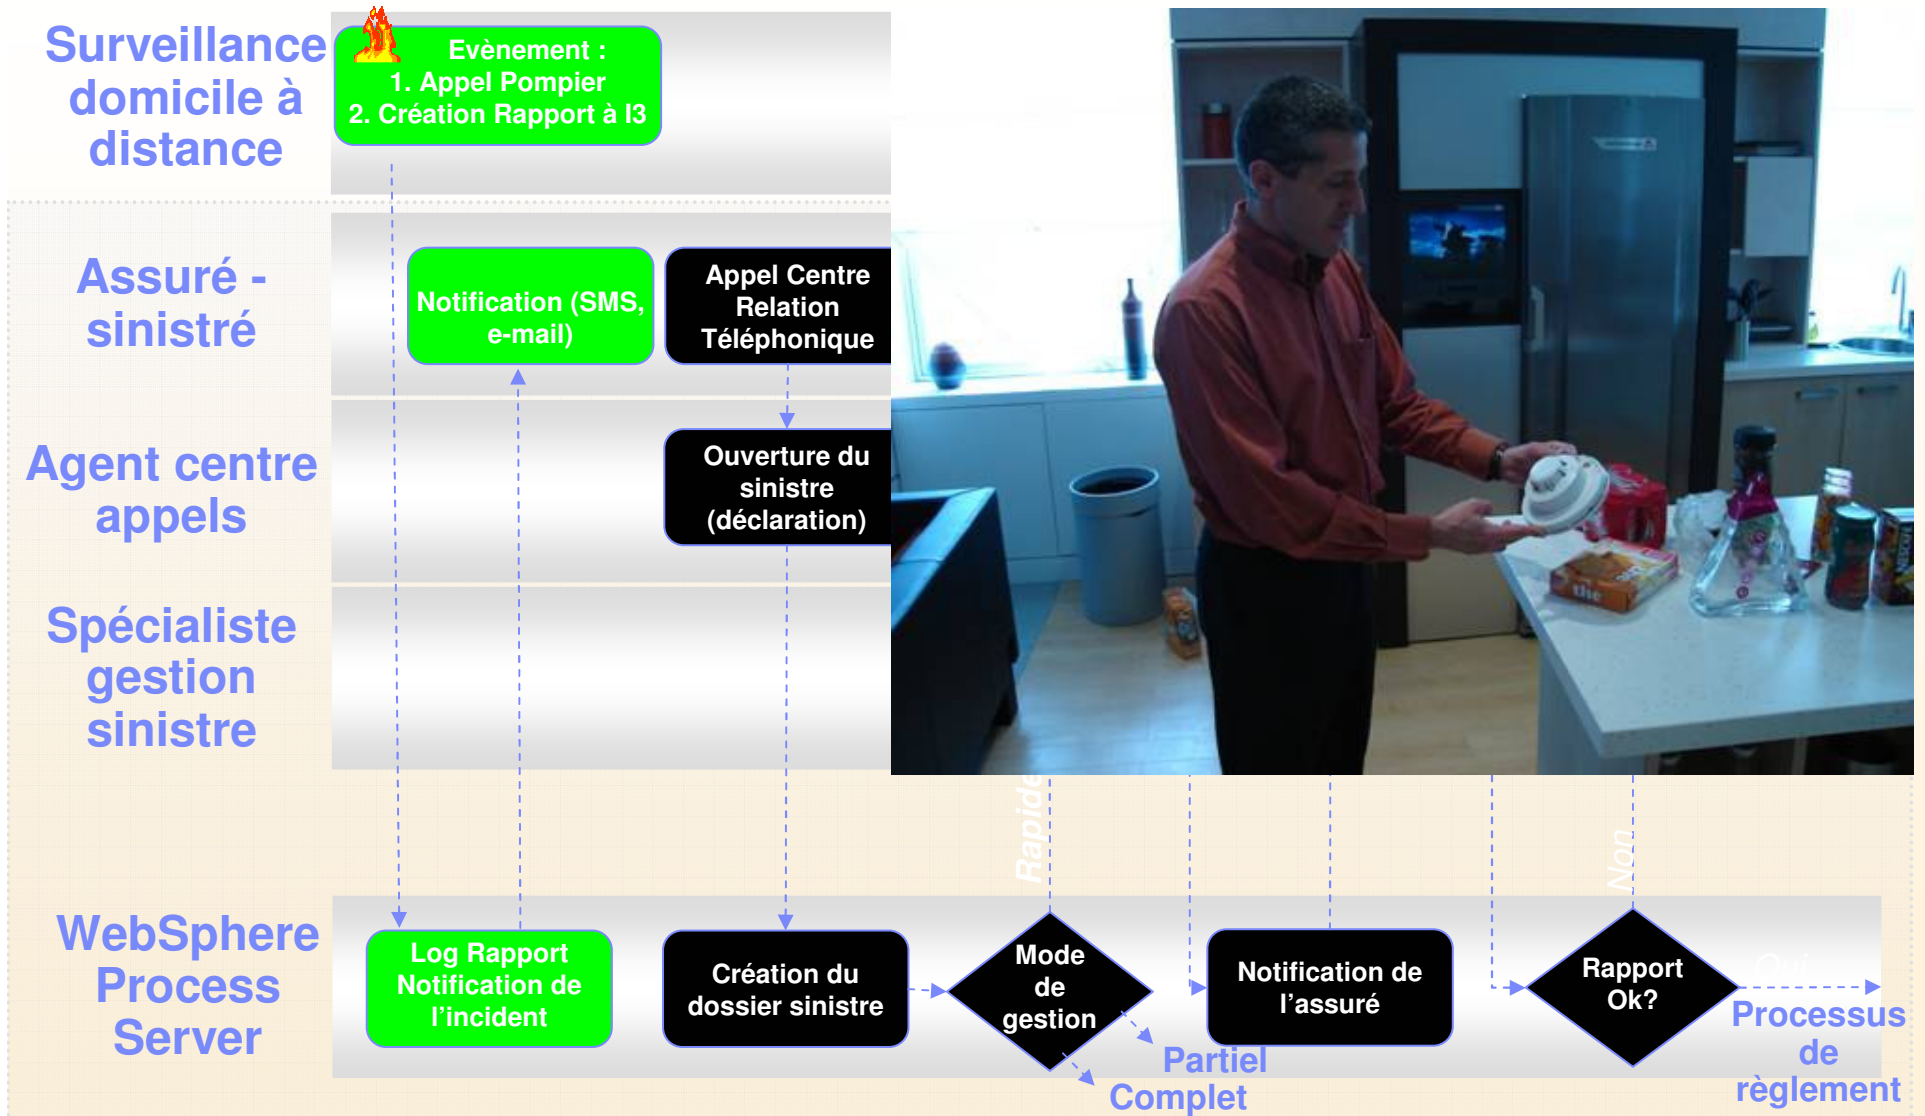 Surveillance
domicile à
distance
Evènement :
1. Appel Pompier
2. Création Rapport à I3
Assuré -
sinistré
Notification (SMS,
e-mail)
Appel Centre
Relation
Téléphonique
Agent centre
appels
Ouverture du
sinistre
(déclaration)
Spécialiste
gestion
sinistre
Rapide
Non
WebSphere
Process
Server
Log Rapport
Notification de
l'incident
Création du
dossier sinistre
Mode
de
gestion
Partiel
Complet
Notification de
l'assuré
Rapport
Ok?
Oui
Processus
de
règlement